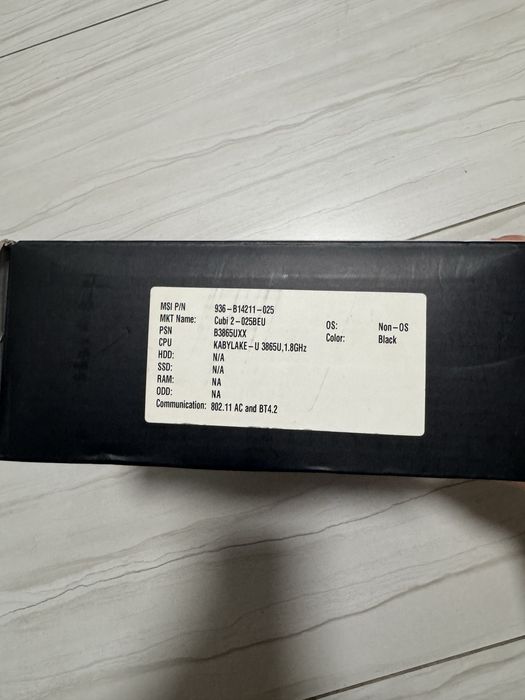 MSI P/N 936-B14211-025
MKT Name: Cubi 2-025BEU OS: Non-OS
PSN B3865UXX Color: Black
CPU KABYLAKE-U 3865U,1.8GHz
HDD: N/A
SSD: N/A
RAM: NA
ODD: NA
Communication: 802.11 AC and BT4.2